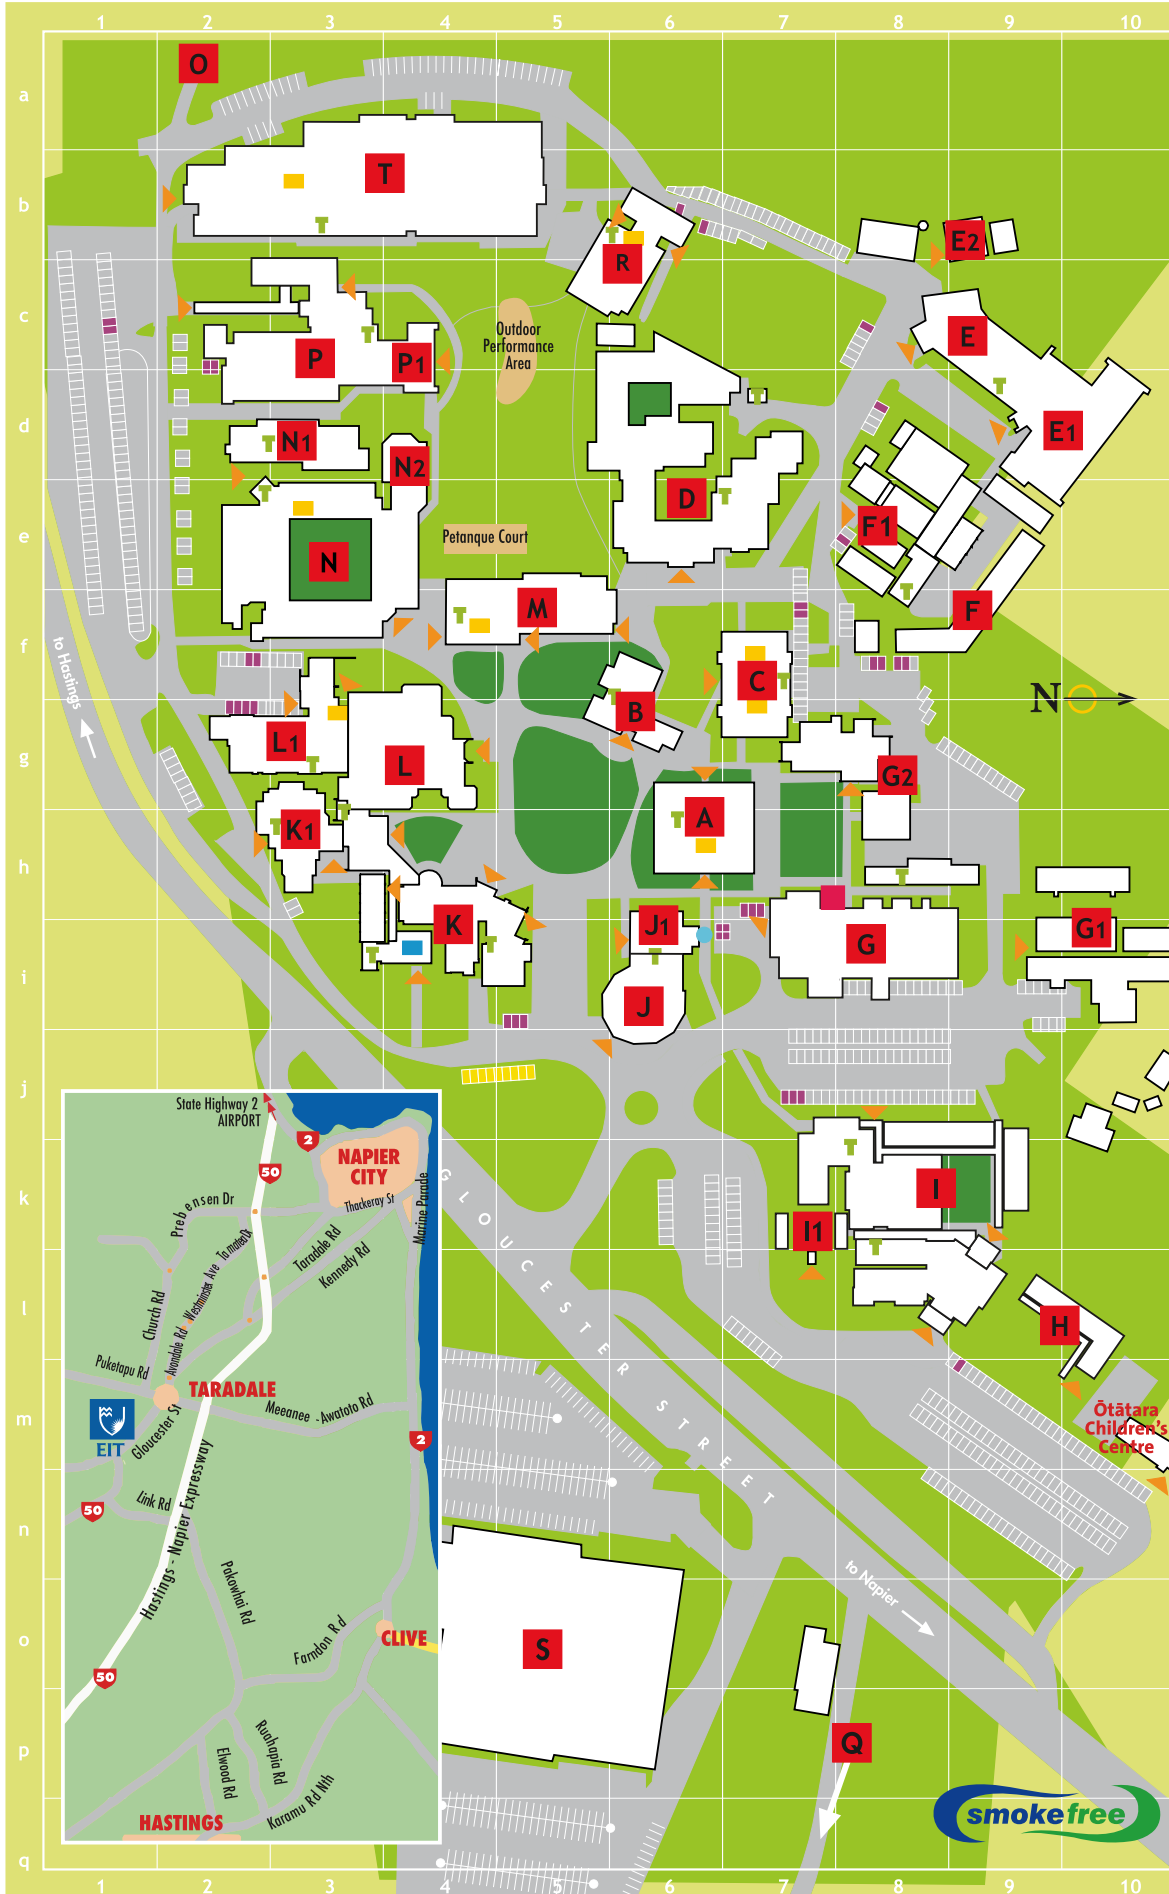 1 2 3 4 5 6 7 8 9 10
a
b
c
d
e
f
g
h
i
j
k
l
m
n
o
p
q
O
T
R
E2
E
E1
P
P1
Outdoor
Performance
Area
N1
N2
D
F1
F
N
Petanque Court
M
C
B
to Hastings
N
L1
L
G2
A
K1
K
J1
J
G
G1
I
I1
H
Ōtātara
Children's
Centre
GLOUCESTER STREET
to Napier
S
Q
smokefree
State Highway 2
AIRPORT
2
50
NAPIER
CITY
Thackeray St
Marine Parade
Prebensen Dr
Tamatea Dr
Taradale Rd
Kennedy Rd
Westminster Ave
Church Rd
Avondale Rd
Puketapu Rd
TARADALE
Meeanee - Awatoto Rd
EIT
Gloucester St
2
50
Link Rd
Hastings - Napier Expressway
Pakowhai Rd
Farndon Rd
CLIVE
50
Ruahapia Rd
Elwood Rd
Karamu Rd Nth
HASTINGS
1 2 3 4 5 6 7 8 9 10